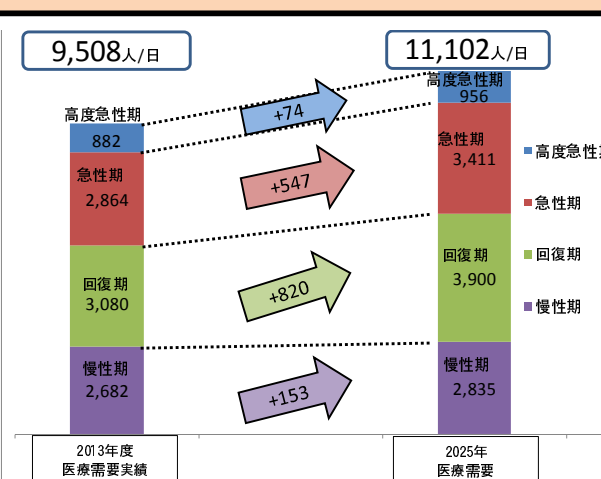 9,508人/日
11,102人/日
高度急性期
882
急性期
2,864
回復期
3,080
慢性期
2,682
+74
+547
+820
+153
高度急性期
956
急性期
3,411
回復期
3,900
慢性期
2,835
高度急性
急性期
回復期
慢性期
2013年度
医療需要実績
2025年
医療需要